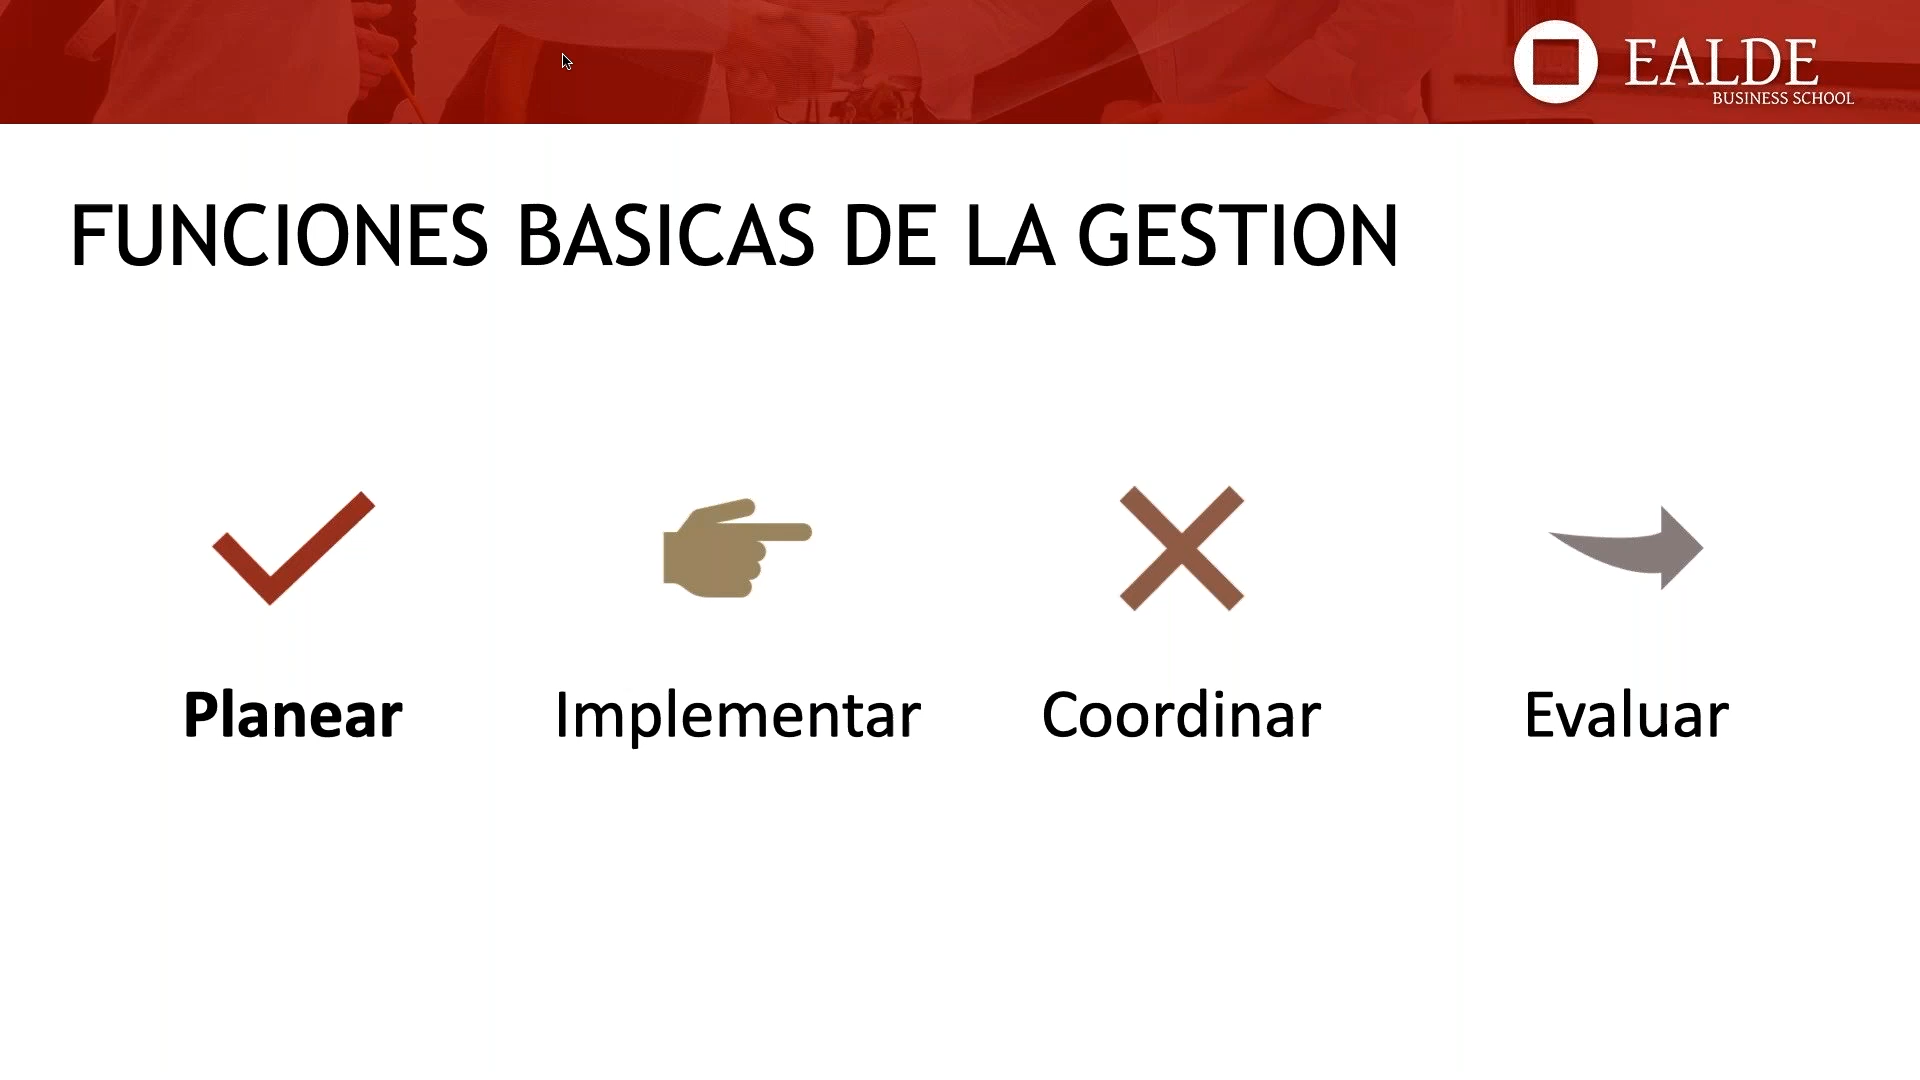 EALDE
BUSINESS SCHOOL
FUNCIONES BASICAS DE LA GESTION
Planear
Implementar
Coordinar
Evaluar